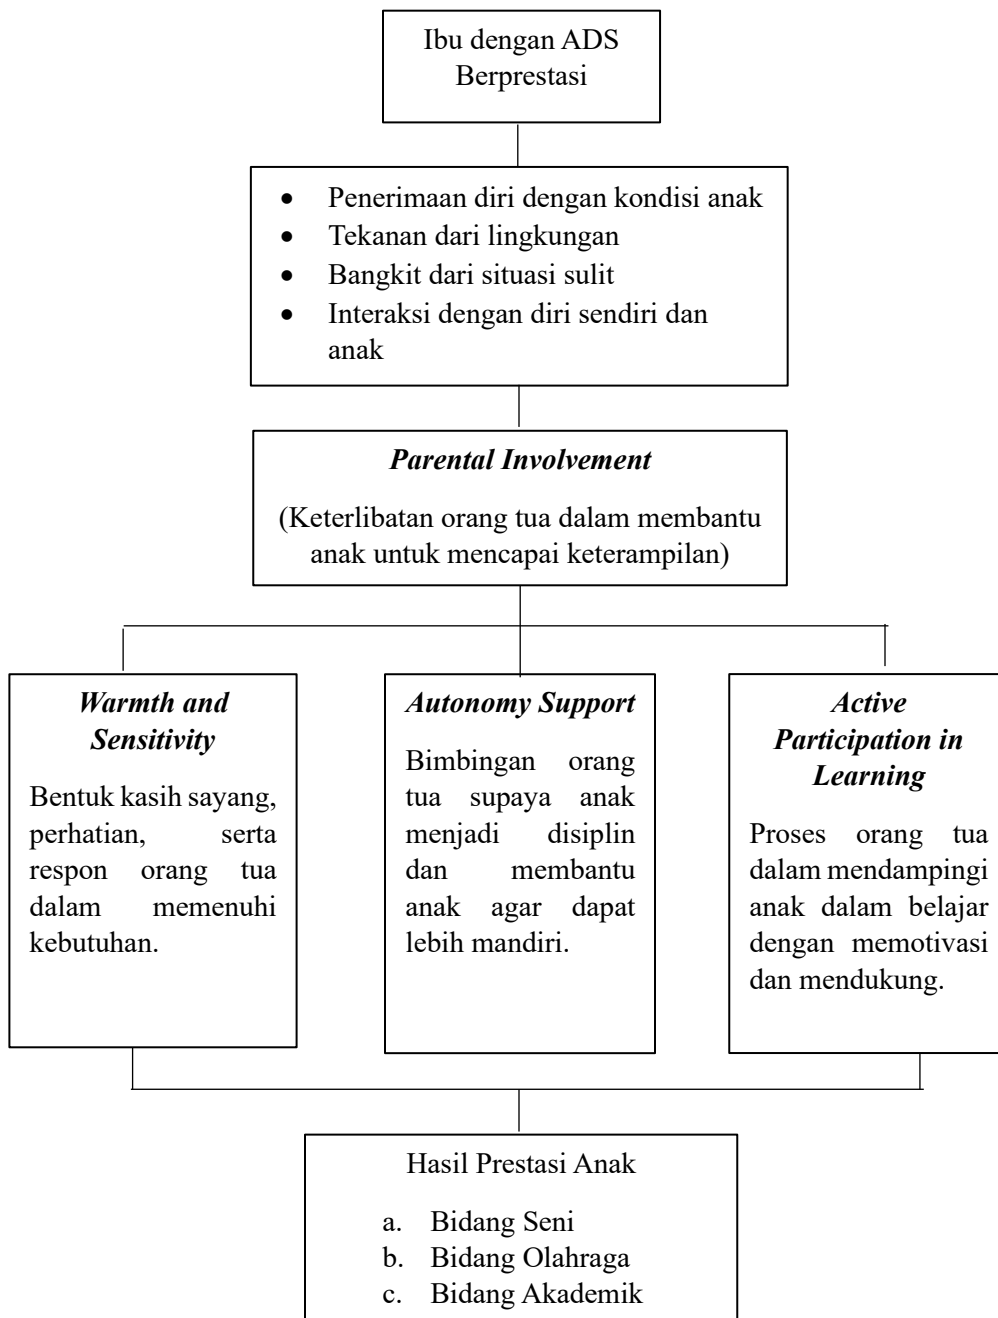 Ibu dengan ADS
Berprestasi
• Penerimaan diri dengan kondisi anak
• Tekanan dari lingkungan
• Bangkit dari situasi sulit
• Interaksi dengan diri sendiri dan
anak
Parental Involvement
(Keterlibatan orang tua dalam membantu
anak untuk mencapai keterampilan)
Warmth and
Sensitivity
Bentuk kasih sayang,
perhatian, serta
respon orang tua
dalam memenuhi
kebutuhan.
Autonomy Support
Bimbingan orang
tua supaya anak
menjadi disiplin
dan membantu
anak agar dapat
lebih mandiri.
Active
Participation in
Learning
Proses orang tua
dalam mendampingi
anak dalam belajar
dengan memotivasi
dan mendukung.
Hasil Prestasi Anak
a. Bidang Seni
b. Bidang Olahraga
c. Bidang Akademik